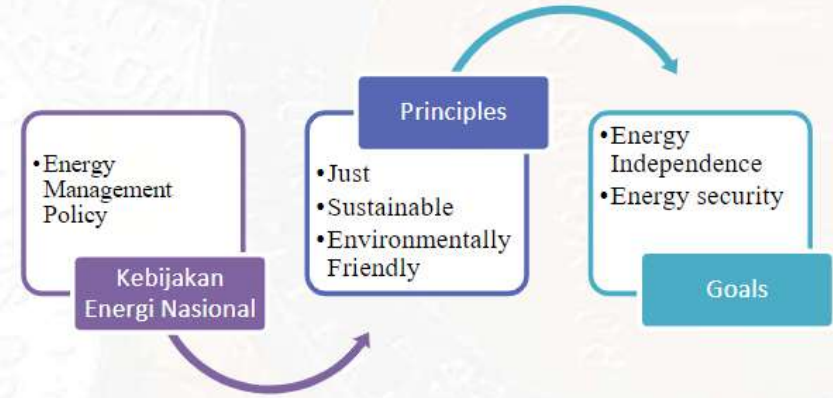 •Energy
Management
Policy
Kebijakan
Energi Nasional
Principles
•Just
•Sustainable
•Environmentally
Friendly
•Energy
Independence
•Energy security
Goals